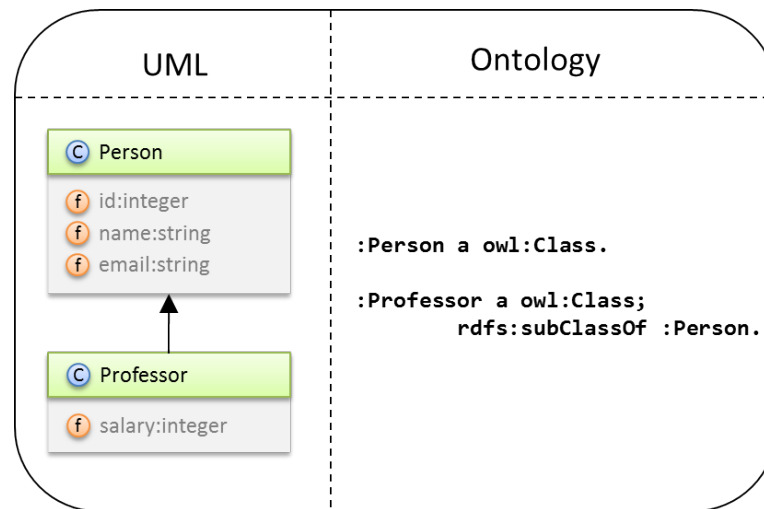 UML
Ontology
C Person
f id:integer
f name:string
f email:string
C Professor
f salary:integer
:Person a owl:Class.
:Professor a owl:Class;
rdfs:subClassOf :Person.